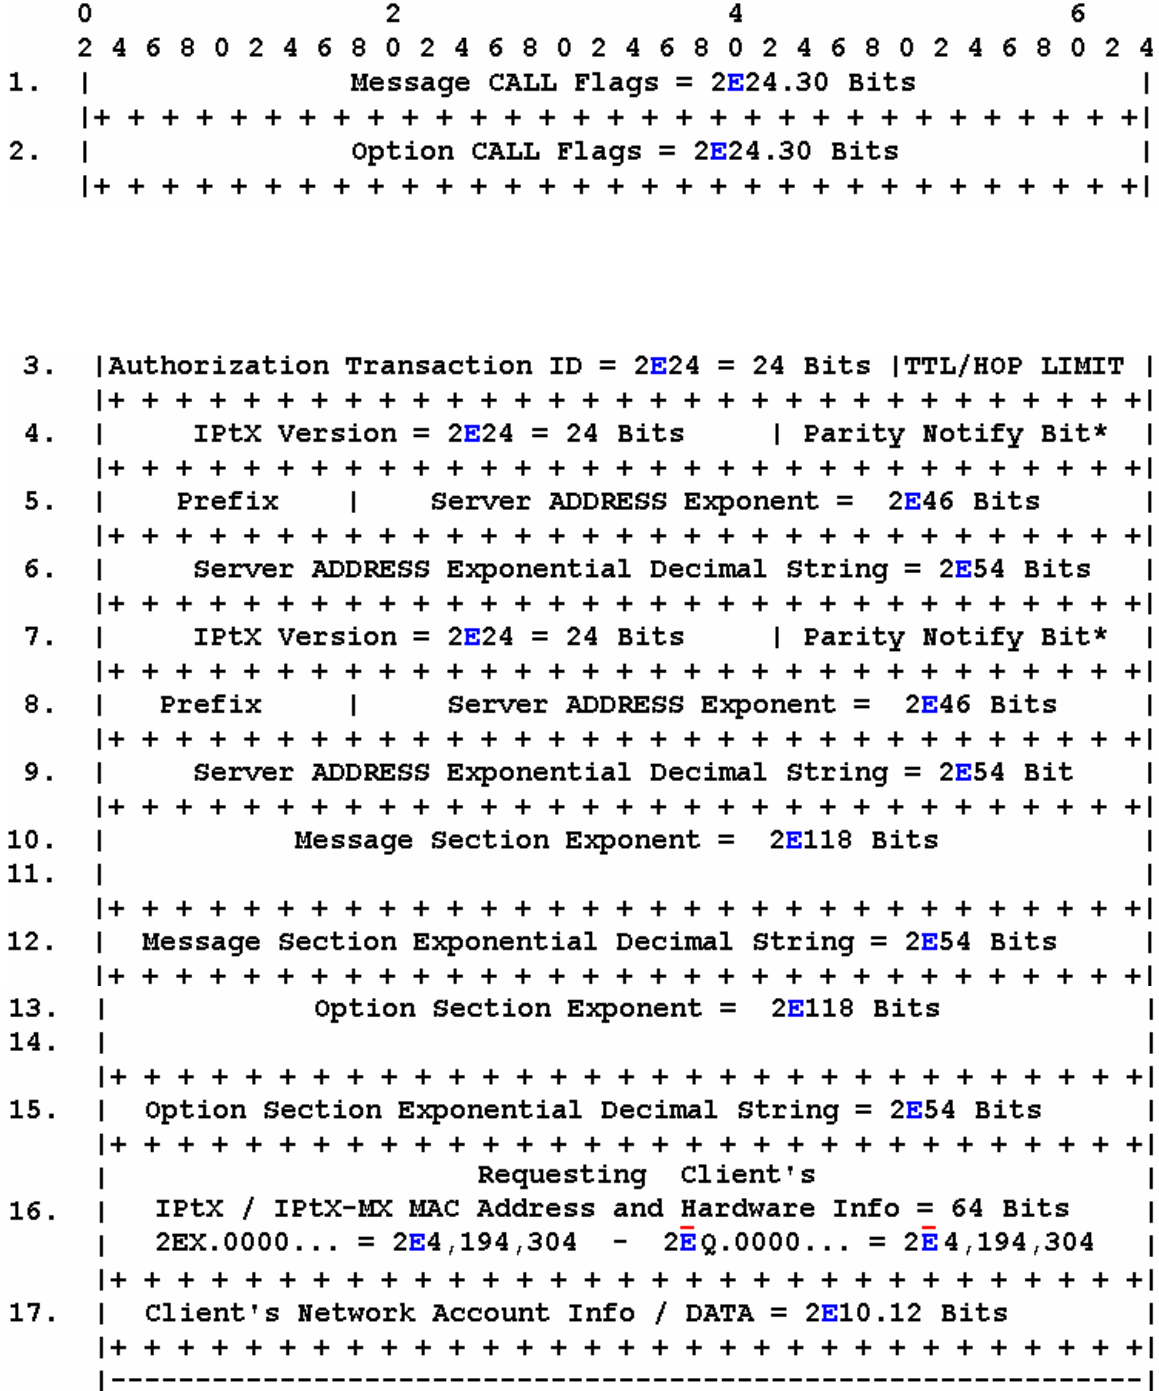 0                 2                   4                   6
2 4 6 8 0 2 4 6 8 0 2 4 6 8 0 2 4 6 8 0 2 4 6 8 0 2 4 6 8 0 2 4
1. | Message CALL Flags = 2E24.30 Bits |
|+ + + + + + + + + + + + + + + + + + + + + + + + + + + + + + +|
2. | Option CALL Flags = 2E24.30 Bits |
|+ + + + + + + + + + + + + + + + + + + + + + + + + + + + + + +|
3. |Authorization Transaction ID = 2E24 = 24 Bits |TTL/HOP LIMIT |
|+ + + + + + + + + + + + + + + + + + + + + + + + + + + + + + +|
4. | IPtX Version = 2E24 = 24 Bits | Parity Notify Bit* |
|+ + + + + + + + + + + + + + + + + + + + + + + + + + + + + + +|
5. | Prefix | Server ADDRESS Exponent = 2E46 Bits |
|+ + + + + + + + + + + + + + + + + + + + + + + + + + + + + + +|
6. | Server ADDRESS Exponential Decimal String = 2E54 Bits |
|+ + + + + + + + + + + + + + + + + + + + + + + + + + + + + + +|
7. | IPtX Version = 2E24 = 24 Bits | Parity Notify Bit* |
|+ + + + + + + + + + + + + + + + + + + + + + + + + + + + + + +|
8. | Prefix | Server ADDRESS Exponent = 2E46 Bits |
|+ + + + + + + + + + + + + + + + + + + + + + + + + + + + + + +|
9. | Server ADDRESS Exponential Decimal String = 2E54 Bit |
|+ + + + + + + + + + + + + + + + + + + + + + + + + + + + + + +|
10. | Message Section Exponent = 2E118 Bits |
11. | |
|+ + + + + + + + + + + + + + + + + + + + + + + + + + + + + + +|
12. | Message Section Exponential Decimal String = 2E54 Bits |
|+ + + + + + + + + + + + + + + + + + + + + + + + + + + + + + +|
13. | Option Section Exponent = 2E118 Bits |
14. | |
|+ + + + + + + + + + + + + + + + + + + + + + + + + + + + + + +|
15. | Option Section Exponential Decimal String = 2E54 Bits |
|+ + + + + + + + + + + + + + + + + + + + + + + + + + + + + + +|
| Requesting Client's |
16. | IPtX / IPtX-MX MAC Address and Hardware Info = 64 Bits |
| 2EX.0000... = 2E4,194,304 - 2E̅Q.0000... = 2E̅4,194,304 |
|+ + + + + + + + + + + + + + + + + + + + + + + + + + + + + + +|
17. | Client's Network Account Info / DATA = 2E10.12 Bits |
|+ + + + + + + + + + + + + + + + + + + + + + + + + + + + + + +|
|-------------------------------------------------------------|